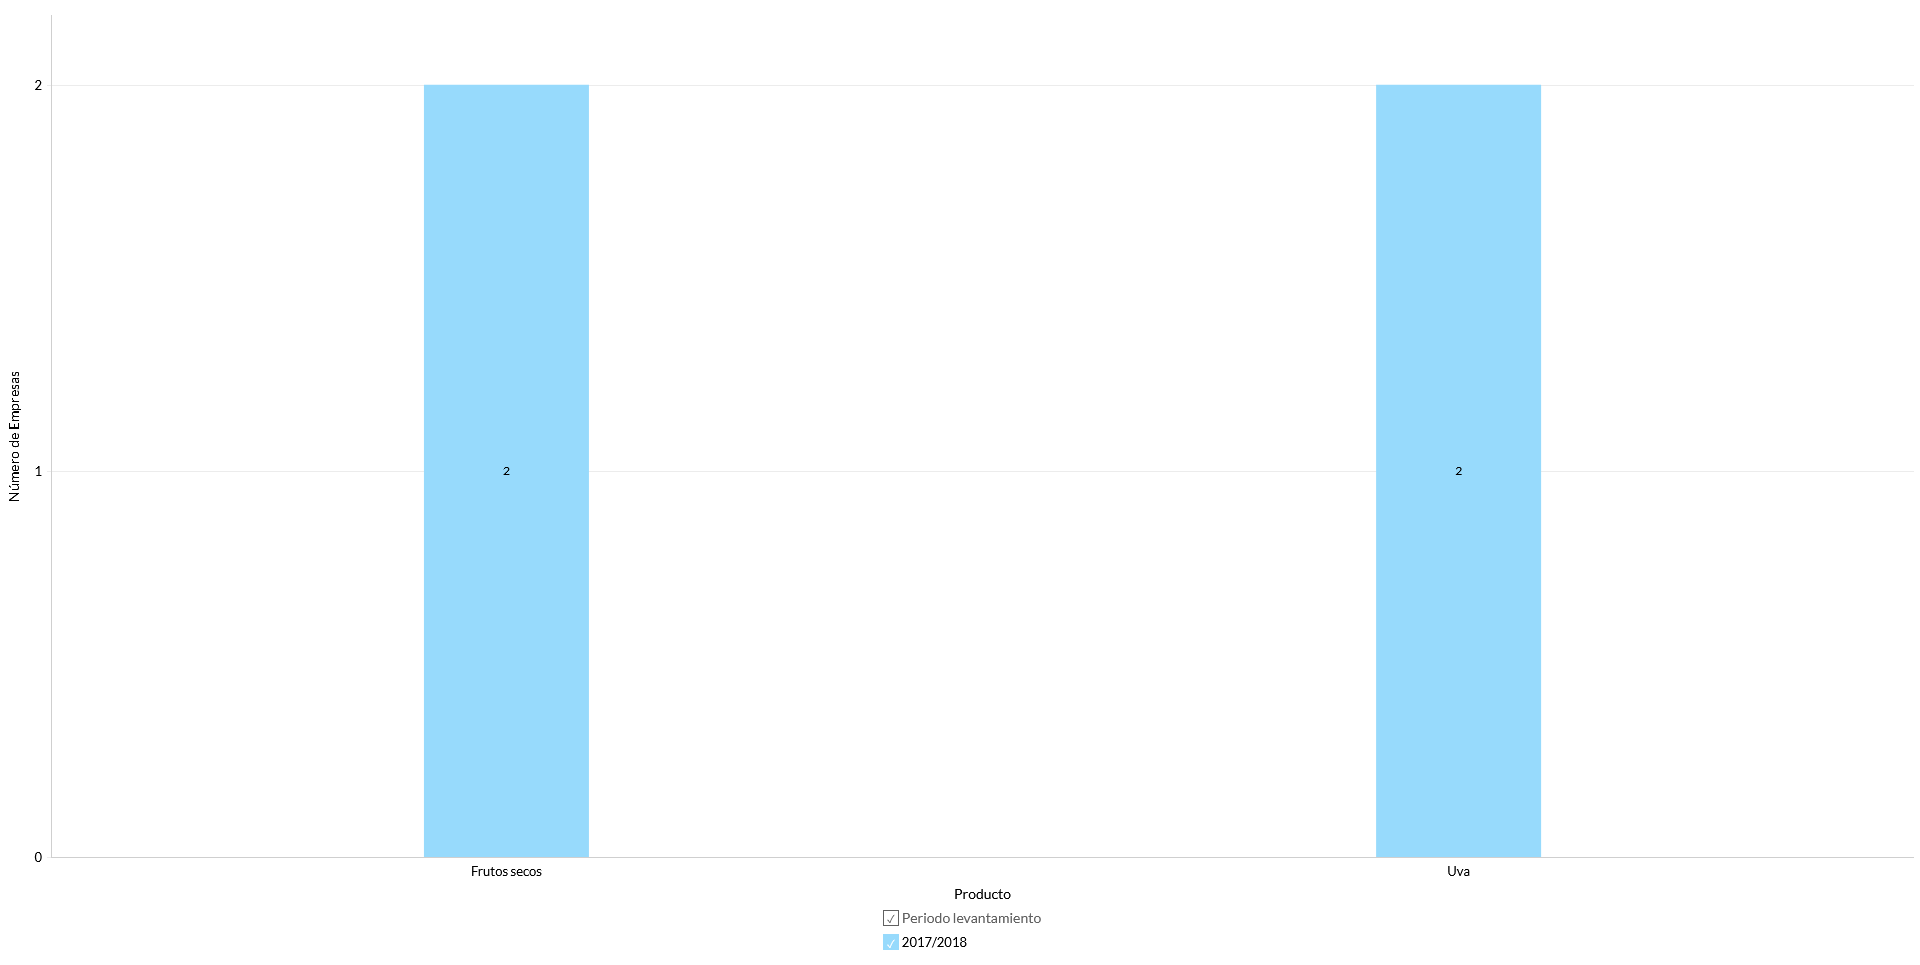 Número de Empresas
2
1
0
2
2
Frutos secos
Uva
Producto
Periodo levantamiento
2017/2018